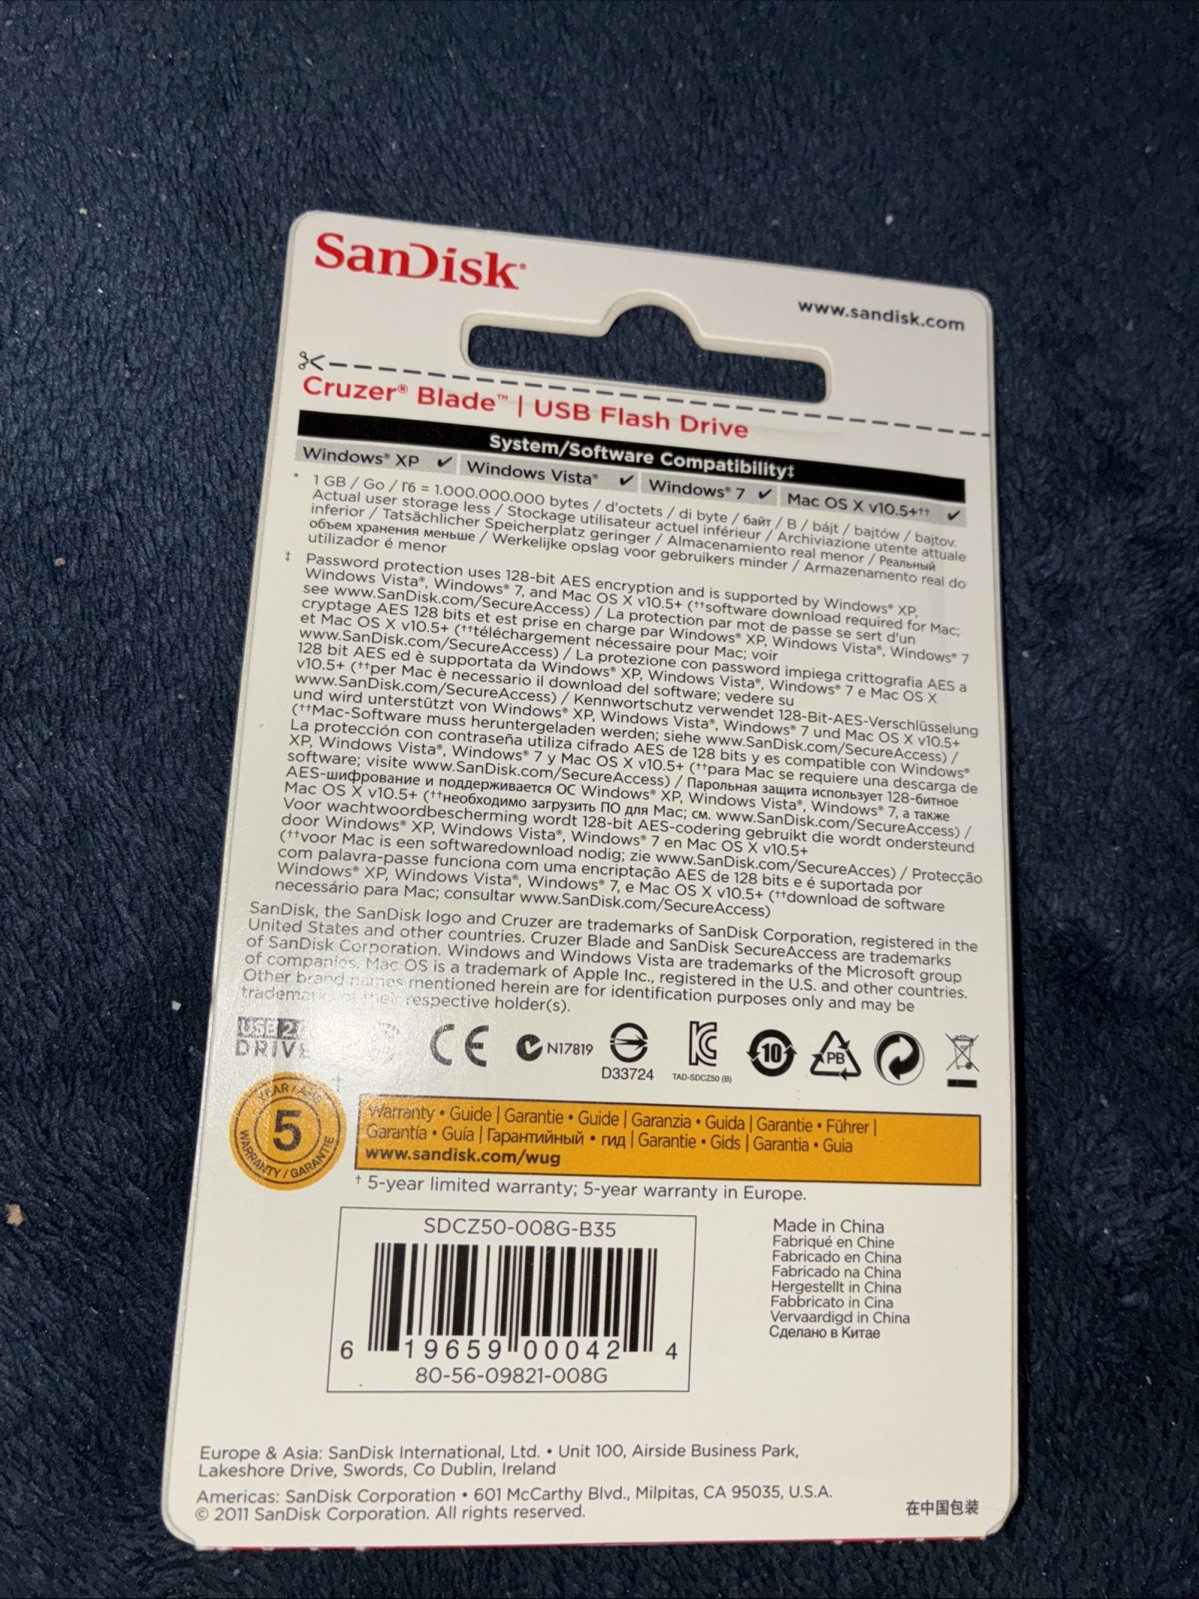 SanDisk®
www.sandisk.com
Cruzer® Blade™ | USB Flash Drive
System/Software Compatibility‡
Windows® XP ✔ Windows Vista® ✔ Windows® 7 ✔ Mac OS X v10.5+†† ✔
* 1 GB / Go / Гб = 1.000.000.000 bytes / d'octets / di byte / байт / B / bájt / bajtów / bajtov.
Actual user storage less / Stockage utilisateur actuel inférieur / Archiviazione utente attuale
inferior / Tatsächlicher Speicherplatz geringer / Almacenamiento real menor / Реальный
объем хранения меньше / Werkelijke opslag voor gebruikers minder / Armazenamento real do
utilizador é menor
‡ Password protection uses 128-bit AES encryption and is supported by Windows® XP,
Windows Vista®, Windows® 7, and Mac OS X v10.5+ (††software download required for Mac;
see www.SanDisk.com/SecureAccess) / La protection par mot de passe se sert d'un
cryptage AES 128 bits et est prise en charge par Windows® XP, Windows Vista®, Windows® 7
et Mac OS X v10.5+ (††téléchargement nécessaire pour Mac; voir
www.SanDisk.com/SecureAccess) / La protezione con password impiega crittografia AES a
128 bit AES ed è supportata da Windows® XP, Windows Vista®, Windows® 7 e Mac OS X
v10.5+ (††per Mac è necessario il download del software; vedere su
www.SanDisk.com/SecureAccess) / Kennwortschutz verwendet 128-Bit-AES-Verschlüsselung
und wird unterstützt von Windows® XP, Windows Vista®, Windows® 7 und Mac OS X v10.5+
(††Mac-Software muss heruntergeladen werden; siehe www.SanDisk.com/SecureAccess) /
La protección con contraseña utiliza cifrado AES de 128 bits y es compatible con Windows®
XP, Windows Vista®, Windows® 7 y Mac OS X v10.5+ (††para Mac se requiere una descarga de
software; visite www.SanDisk.com/SecureAccess) / Парольная защита использует 128-битное
AES-шифрование и поддерживается ОС Windows® XP, Windows Vista®, Windows® 7, а также
Mac OS X v10.5+ (††необходимо загрузить ПО для Mac; см. www.SanDisk.com/SecureAccess) /
Voor wachtwoordbescherming wordt 128-bit AES-codering gebruikt die wordt ondersteund
door Windows® XP, Windows Vista®, Windows® 7 en Mac OS X v10.5+
(††voor Mac is een softwaredownload nodig; zie www.SanDisk.com/SecureAcces) / Protecção
com palavra-passe funciona com uma encriptação AES de 128 bits e é suportada por
Windows® XP, Windows Vista®, Windows® 7, e Mac OS X v10.5+ (††download de software
necessário para Mac; consultar www.SanDisk.com/SecureAccess)
SanDisk, the SanDisk logo and Cruzer are trademarks of SanDisk Corporation, registered in the
United States and other countries. Cruzer Blade and SanDisk SecureAccess are trademarks
of SanDisk Corporation. Windows and Windows Vista are trademarks of the Microsoft group
of companies. Mac OS is a trademark of Apple Inc., registered in the U.S. and other countries.
Other brand names mentioned herein are for identification purposes only and may be
trademarks of their respective holder(s).
USB 2
DRIVE
CE N17819 D33724 TAD-SDCZ50 (B) 10 PB
YEAR / 
5
WARRANTY / GARANTIE
†
Warranty • Guide | Garantie • Guide | Garanzia • Guida | Garantie • Führer |
Garantía • Guía | Гарантийный • гид | Garantie • Gids | Garantia • Guia
www.sandisk.com/wug
† 5-year limited warranty; 5-year warranty in Europe.
SDCZ50-008G-B35
6 19659 00042 4
80-56-09821-008G
Made in China
Fabriqué en Chine
Fabricado en China
Fabricado na China
Hergestellt in China
Fabbricato in Cina
Vervaardigd in China
Сделано в Китае
Europe & Asia: SanDisk International, Ltd. • Unit 100, Airside Business Park,
Lakeshore Drive, Swords, Co Dublin, Ireland
Americas: SanDisk Corporation • 601 McCarthy Blvd., Milpitas, CA 95035, U.S.A.
© 2011 SanDisk Corporation. All rights reserved.
在中国包装